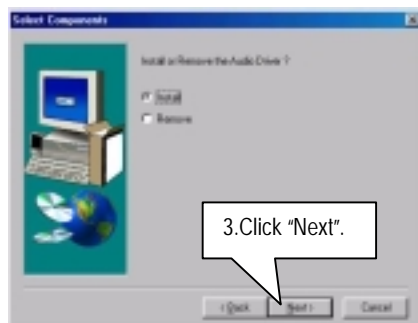 Select Components
Install or Remove the Audio Driver ?
Install
Remove
3.Click “Next”.
< Back
Next >
Cancel